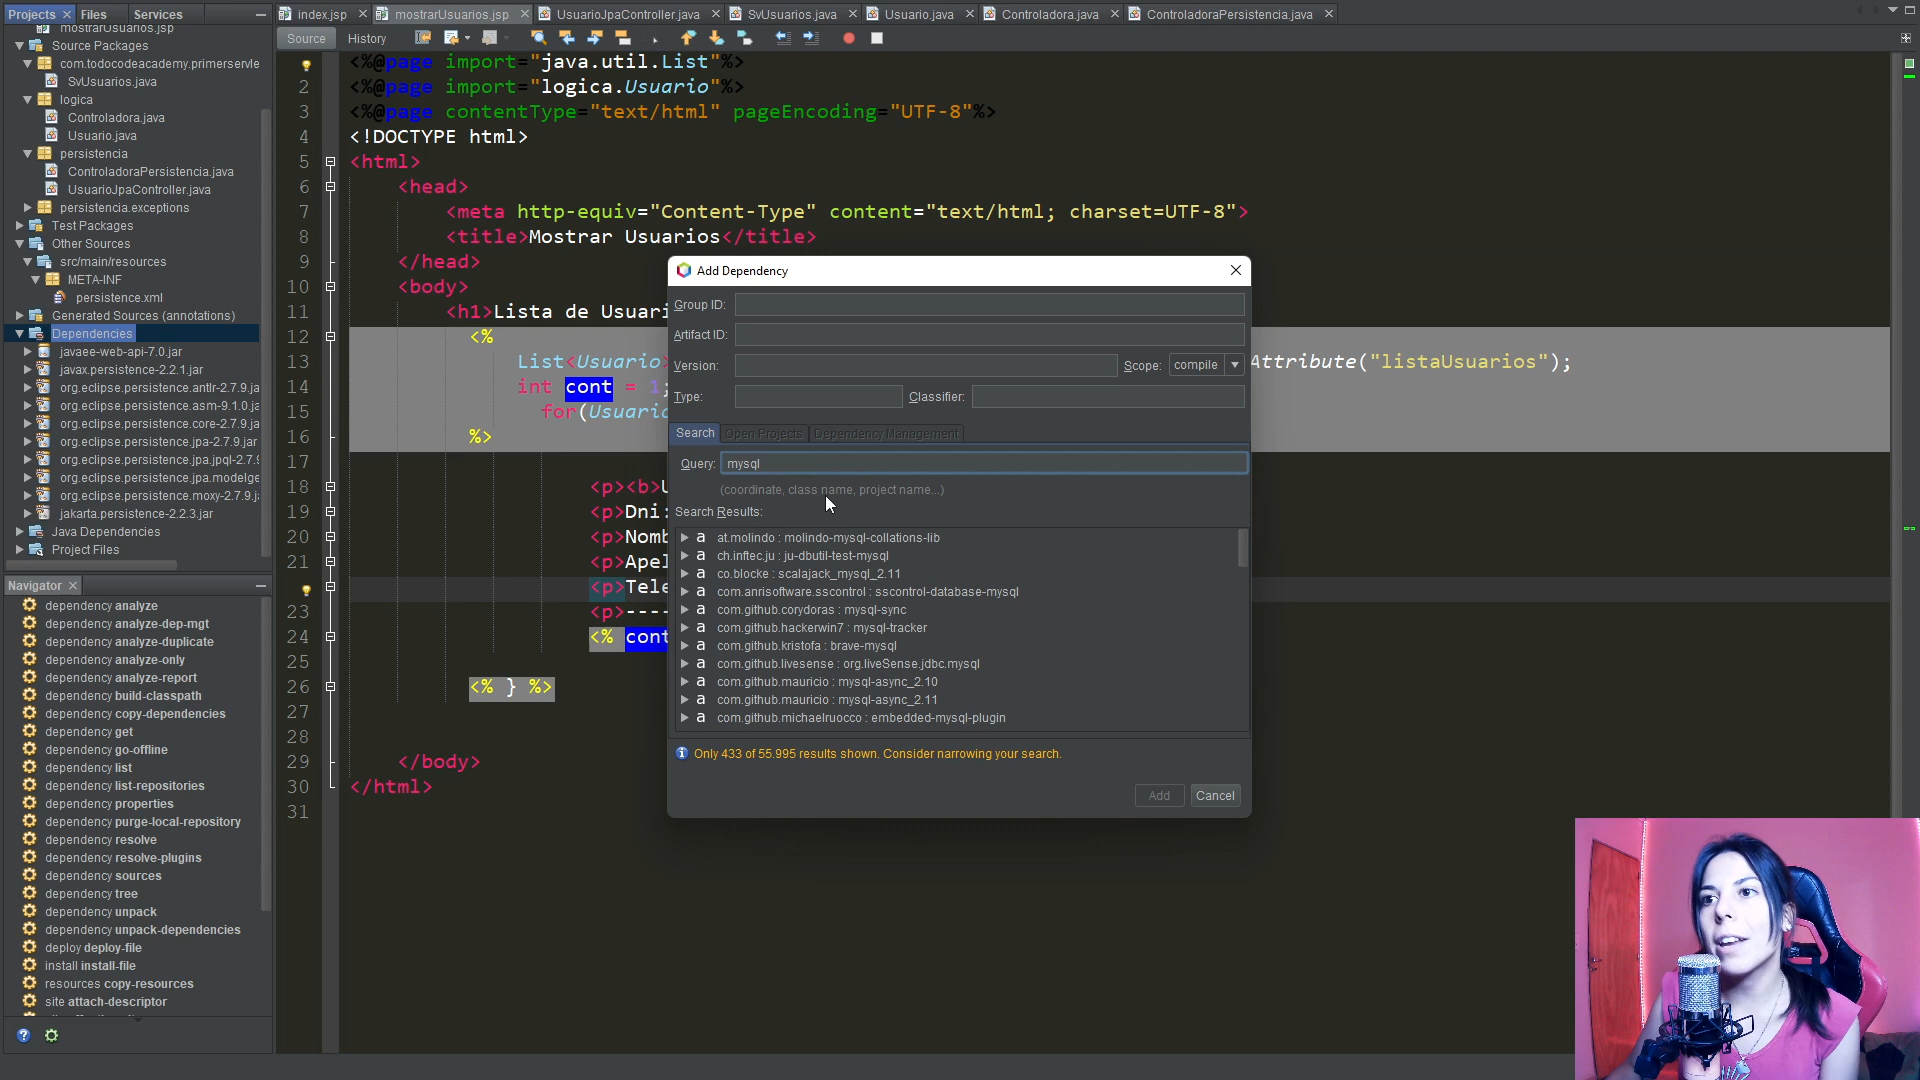 Projects Files Services
mostrarUsuarios.jsp
Source Packages
com.todocodeacademy.primerservle
SvUsuarios.java
logica
Controladora.java
Usuario.java
persistencia
ControladoraPersistencia.java
UsuarioJpaController.java
persistencia.exceptions
Test Packages
Other Sources
src/main/resources
META-INF
persistence.xml
Generated Sources (annotations)
Dependencies
javaee-web-api-7.0.jar
javax.persistence-2.2.1.jar
org.eclipse.persistence.antlr-2.7.9.ja
org.eclipse.persistence.asm-9.1.0.ja
org.eclipse.persistence.core-2.7.9.ja
org.eclipse.persistence.jpa-2.7.9.jar
org.eclipse.persistence.jpa.jpql-2.7.9
org.eclipse.persistence.jpa.modelge
org.eclipse.persistence.moxy-2.7.9.ja
jakarta.persistence-2.2.3.jar
Java Dependencies
Project Files
Navigator
dependency analyze
dependency analyze-dep-mgt
dependency analyze-duplicate
dependency analyze-only
dependency analyze-report
dependency build-classpath
dependency copy-dependencies
dependency get
dependency go-offline
dependency list
dependency list-repositories
dependency properties
dependency purge-local-repository
dependency resolve
dependency resolve-plugins
dependency sources
dependency tree
dependency unpack
dependency unpack-dependencies
deploy deploy-file
install install-file
resources copy-resources
site attach-descriptor
index.jsp mostrarUsuarios.jsp UsuarioJpaController.java SvUsuarios.java Usuario.java Controladora.java ControladoraPersistencia.java
Source History
<%@page import="java.util.List"%>
2 <%@page import="logica.Usuario"%>
3 <%@page contentType="text/html" pageEncoding="UTF-8"%>
4 <!DOCTYPE html>
5 <html>
6 <head>
7 <meta http-equiv="Content-Type" content="text/html; charset=UTF-8">
8 <title>Mostrar Usuarios</title>
9 </head>
10 <body>
11 <h1>Lista de Usuari
12 <%
13 List<Usuario> Attribute("listaUsuarios");
14 int cont = 1;
15 for(Usuario
16 %>
17
18 <p><b>U
19 <p>Dni:
20 <p>Nomb
21 <p>Apel
<p>Tele
23 <p>----
24 <% cont
25
26 <% } %>
27
28
29 </body>
30 </html>
31
Add Dependency
Group ID:
Artifact ID:
Version: Scope: compile
Type: Classifier:
Search Open Projects Dependency Management
Query: mysql
(coordinate, class name, project name...)
Search Results:
a at.molindo : molindo-mysql-collations-lib
a ch.inftec.ju : ju-dbutil-test-mysql
a co.blocke : scalajack_mysql_2.11
a com.anrisoftware.sscontrol : sscontrol-database-mysql
a com.github.corydoras : mysql-sync
a com.github.hackerwin7 : mysql-tracker
a com.github.kristofa : brave-mysql
a com.github.livesense : org.liveSense.jdbc.mysql
a com.github.mauricio : mysql-async_2.10
a com.github.mauricio : mysql-async_2.11
a com.github.michaelruocco : embedded-mysql-plugin
Only 433 of 55.995 results shown. Consider narrowing your search.
Add Cancel